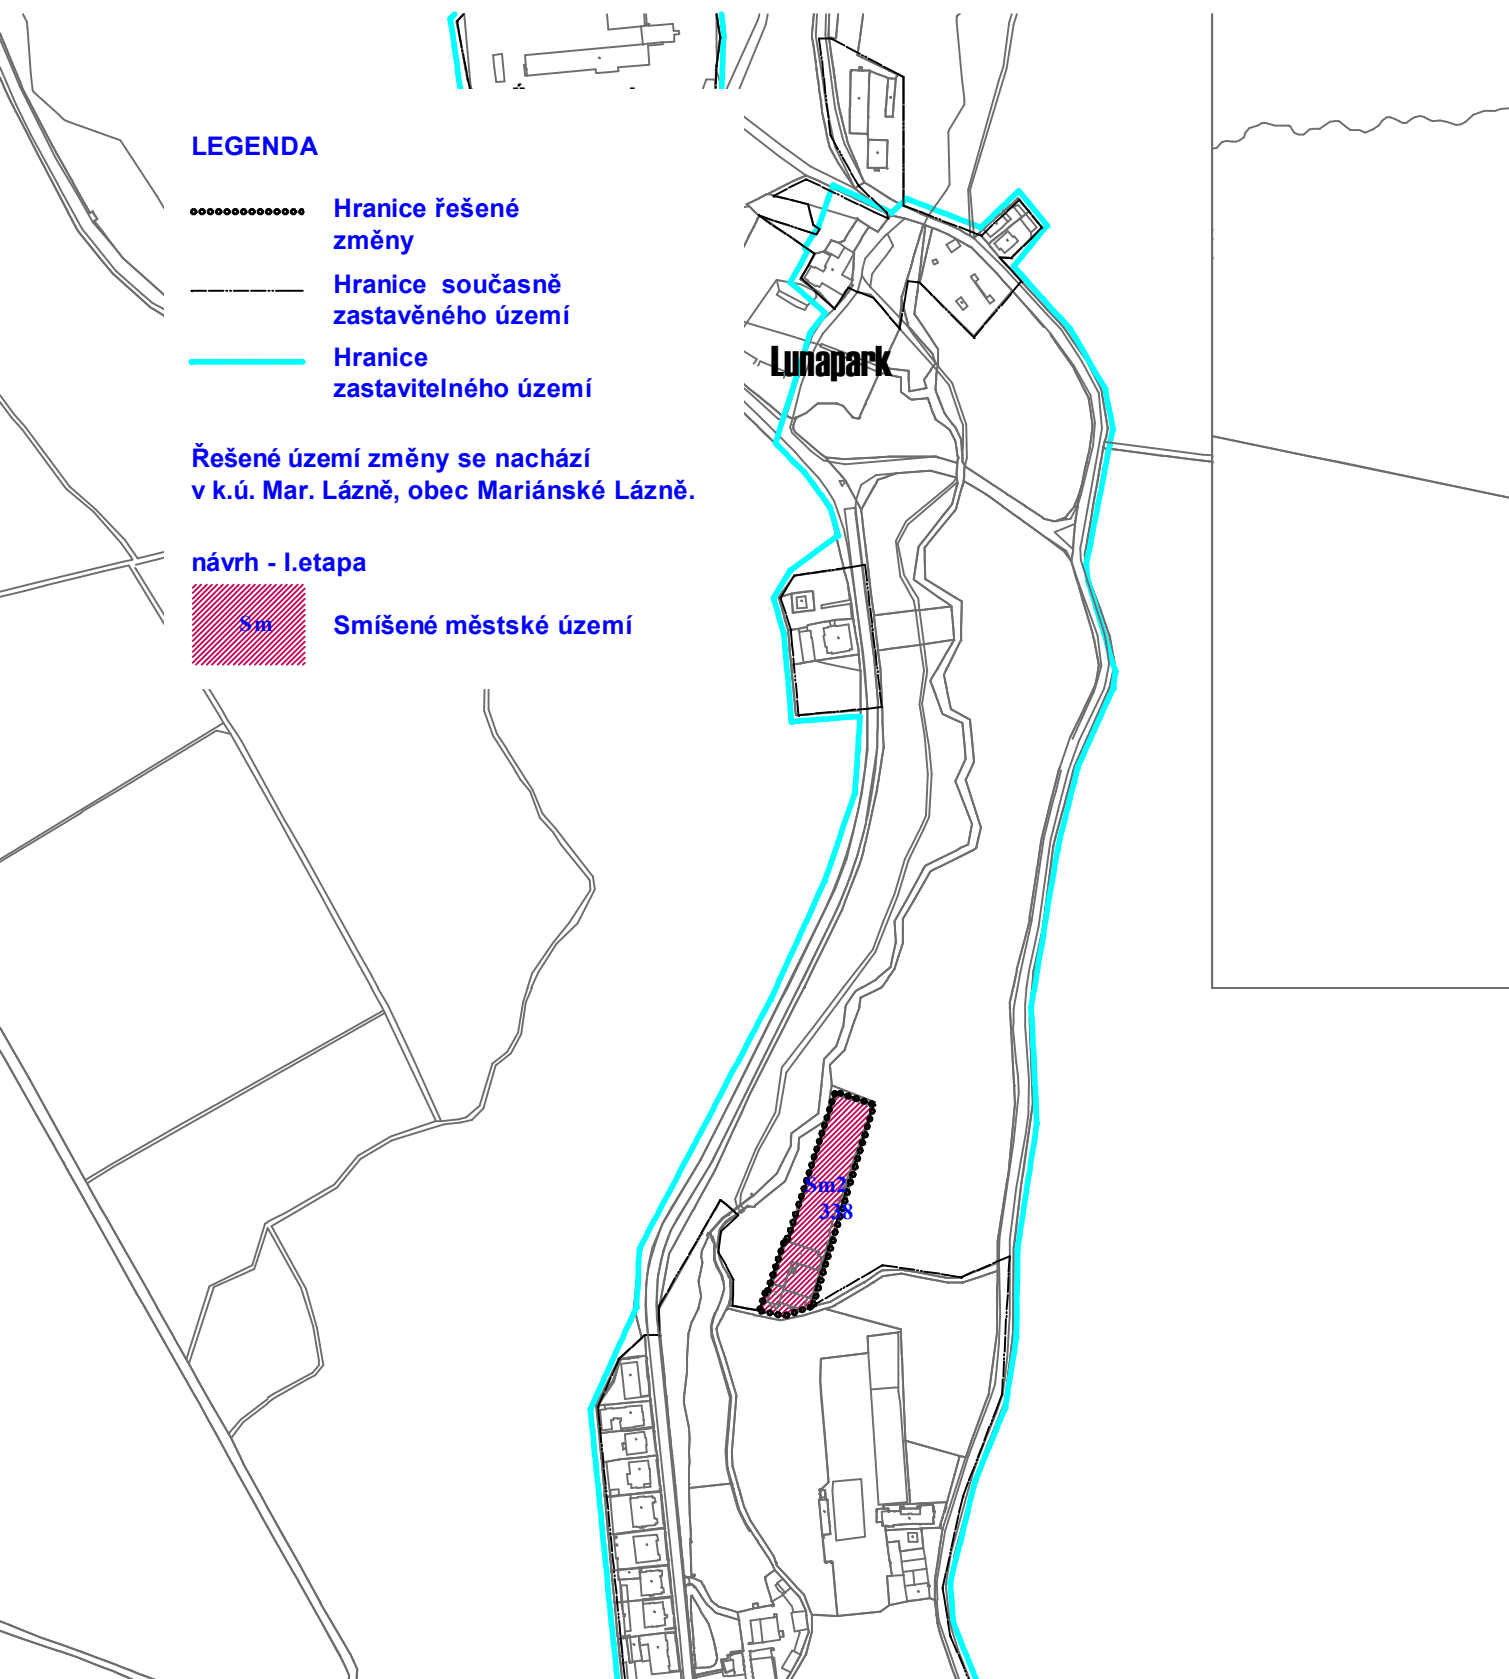 LEGENDA
Hranice řešené
změny
Hranice současně
zastavěného území
Hranice
zastavitelného území
Řešené území změny se nachází
v k.ú. Mar. Lázně, obec Mariánské Lázně.
návrh - I.etapa
Sm
Smíšené městské území
Lunapark
Sm2
338